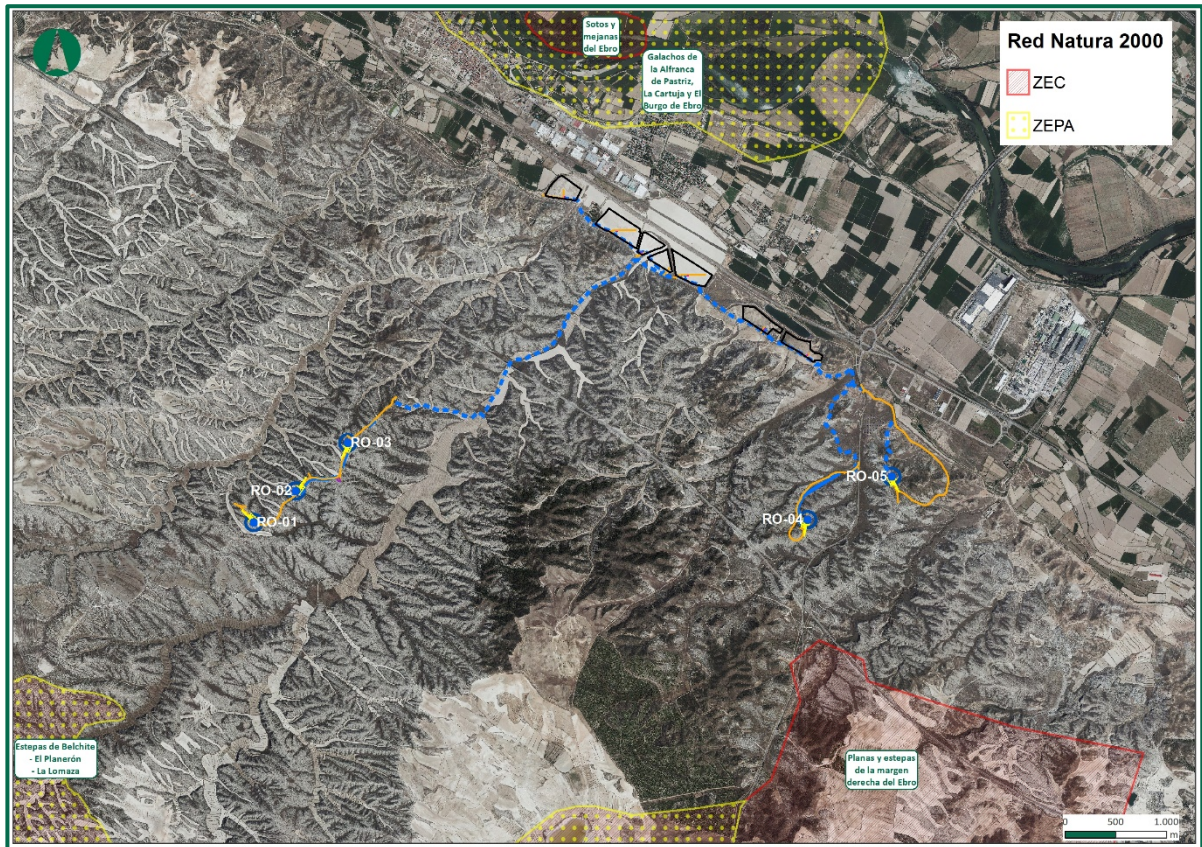 Sotos y
mejanas
del Ebro
Galachos de
la Alfranca
de Pastriz,
La Cartuja y El
Burgo de Ebro
Red Natura 2000
ZEC
ZEPA
RO-03
RO-02
RO-01
RO-05
RO-04
Estepas de Belchite
- El Planerón
- La Lomaza
Planas y estepas
de la margen
derecha del Ebro
0 500 1.000
m